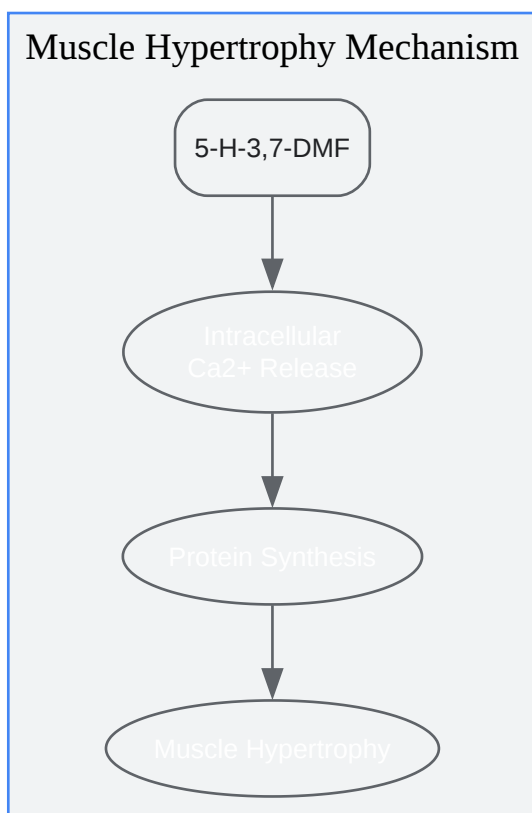 Muscle Hypertrophy Mechanism
5-H-3,7-DMF
Intracellular
Ca2+ Release
Protein Synthesis
Muscle Hypertrophy